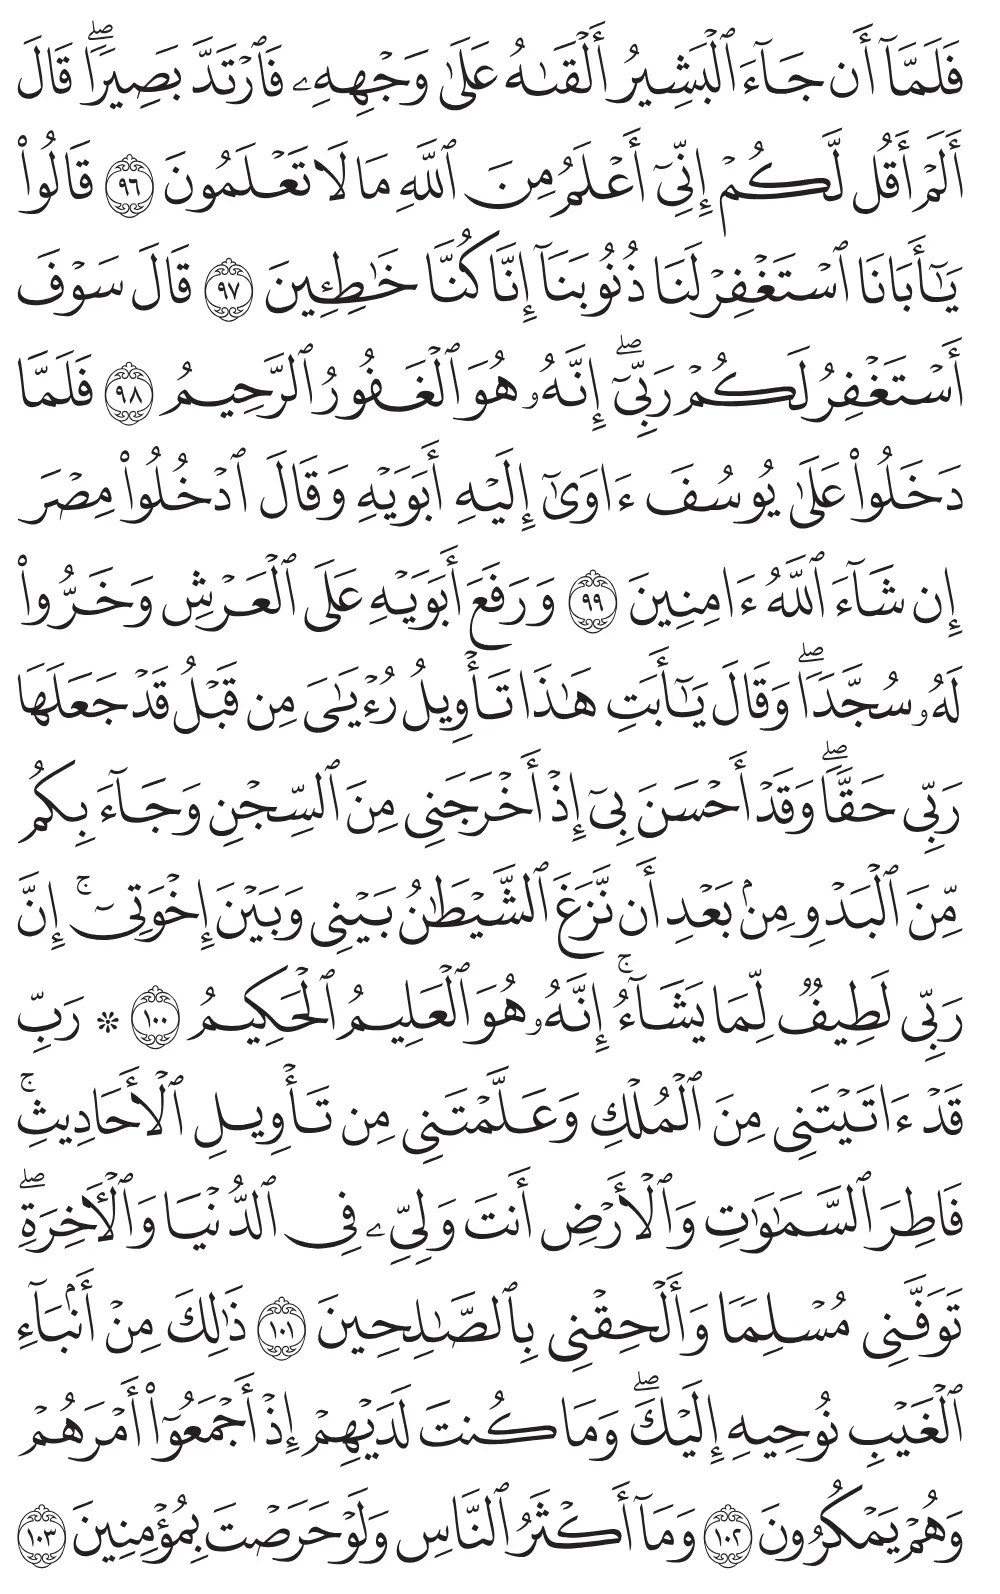 فَلَمَّآ أَن جَآءَ ٱلْبَشِيرُ أَلْقَىٰهُ عَلَىٰ وَجْهِهِۦ فَٱرْتَدَّ بَصِيرًاۖ قَالَ
أَلَمْ أَقُل لَّكُمْ إِنِّىٓ أَعْلَمُ مِنَ ٱللَّهِ مَا لَا تَعْلَمُونَ ٩٦ قَالُوا۟
يَـٰٓأَبَانَا ٱسْتَغْفِرْ لَنَا ذُنُوبَنَآ إِنَّا كُنَّا خَـٰطِـِٔينَ ٩٧ قَالَ سَوْفَ
أَسْتَغْفِرُ لَكُمْ رَبِّىٓۖ إِنَّهُۥ هُوَ ٱلْغَفُورُ ٱلرَّحِيمُ ٩٨ فَلَمَّا
دَخَلُوا۟ عَلَىٰ يُوسُفَ ءَاوَىٰٓ إِلَيْهِ أَبَوَيْهِ وَقَالَ ٱدْخُلُوا۟ مِصْرَ
إِن شَآءَ ٱللَّهُ ءَامِنِينَ ٩٩ وَرَفَعَ أَبَوَيْهِ عَلَى ٱلْعَرْشِ وَخَرُّوا۟
لَهُۥ سُجَّدًاۖ وَقَالَ يَـٰٓأَبَتِ هَـٰذَا تَأْوِيلُ رُءْيَـٰىَ مِن قَبْلُ قَدْ جَعَلَهَا
رَبِّى حَقًّاۖ وَقَدْ أَحْسَنَ بِىٓ إِذْ أَخْرَجَنِى مِنَ ٱلسِّجْنِ وَجَآءَ بِكُم
مِّنَ ٱلْبَدْوِ مِنۢ بَعْدِ أَن نَّزَغَ ٱلشَّيْطَـٰنُ بَيْنِى وَبَيْنَ إِخْوَتِىٓۚ إِنَّ
رَبِّى لَطِيفٌ لِّمَا يَشَآءُۚ إِنَّهُۥ هُوَ ٱلْعَلِيمُ ٱلْحَكِيمُ ١٠٠ ۞ رَبِّ
قَدْ ءَاتَيْتَنِى مِنَ ٱلْمُلْكِ وَعَلَّمْتَنِى مِن تَأْوِيلِ ٱلْأَحَادِيثِۚ
فَاطِرَ ٱلسَّمَـٰوَٰتِ وَٱلْأَرْضِ أَنتَ وَلِىِّۦ فِى ٱلدُّنْيَا وَٱلْـَٔاخِرَةِۖ
تَوَفَّنِى مُسْلِمًا وَأَلْحِقْنِى بِٱلصَّـٰلِحِينَ ١٠١ ذَٰلِكَ مِنْ أَنۢبَآءِ
ٱلْغَيْبِ نُوحِيهِ إِلَيْكَۖ وَمَا كُنتَ لَدَيْهِمْ إِذْ أَجْمَعُوٓا۟ أَمْرَهُمْ
وَهُمْ يَمْكُرُونَ ١٠٢ وَمَآ أَكْثَرُ ٱلنَّاسِ وَلَوْ حَرَصْتَ بِمُؤْمِنِينَ ١٠٣